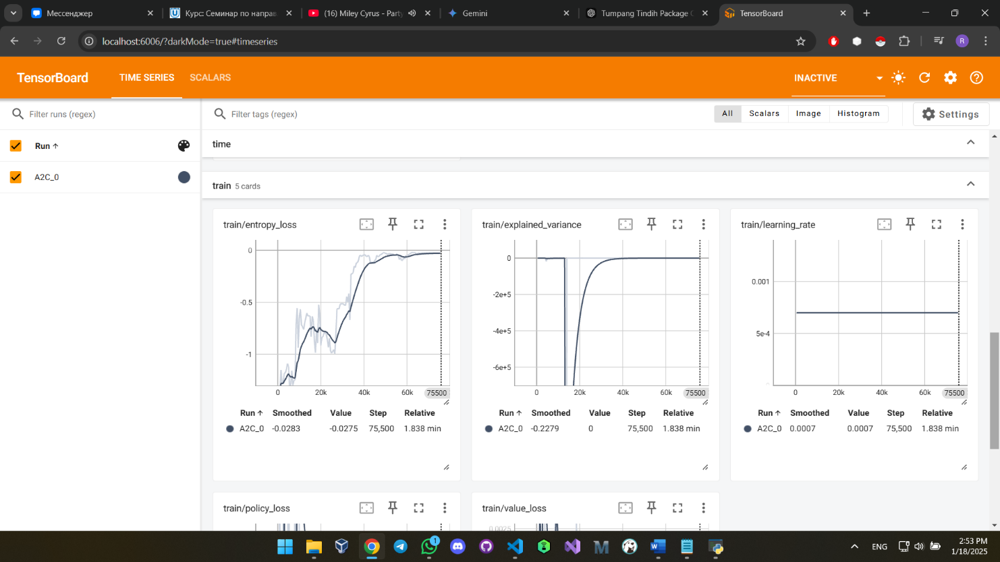 Мессенджер
Курс: Семинар по направ
(16) Miley Cyrus - Party
Gemini
Tumpang Tindih Package C
TensorBoard
localhost:6006/?darkMode=true#timeseries
R
TensorBoard
TIME SERIES
SCALARS
INACTIVE
Filter runs (regex)
Filter tags (regex)
All
Scalars
Image
Histogram
Settings
Run
A2C_0
time
train 5 cards
train/entropy_loss
0
-0.5
-1
0 20k 40k 60k 75500
Run Smoothed Value Step Relative
A2C_0 -0.0283 -0.0275 75,500 1.838 min
train/explained_variance
0
-2e+5
-4e+5
-6e+5
0 20k 40k 60k 75500
Run Smoothed Value Step Relative
A2C_0 -0.2279 0 75,500 1.838 min
train/learning_rate
0.001
5e-4
0 20k 40k 60k 75500
Run Smoothed Value Step Relative
A2C_0 0.0007 0.0007 75,500 1.838 min
train/policy_loss
train/value_loss
0.0025
1
ENG
2:53 PM
1/18/2025